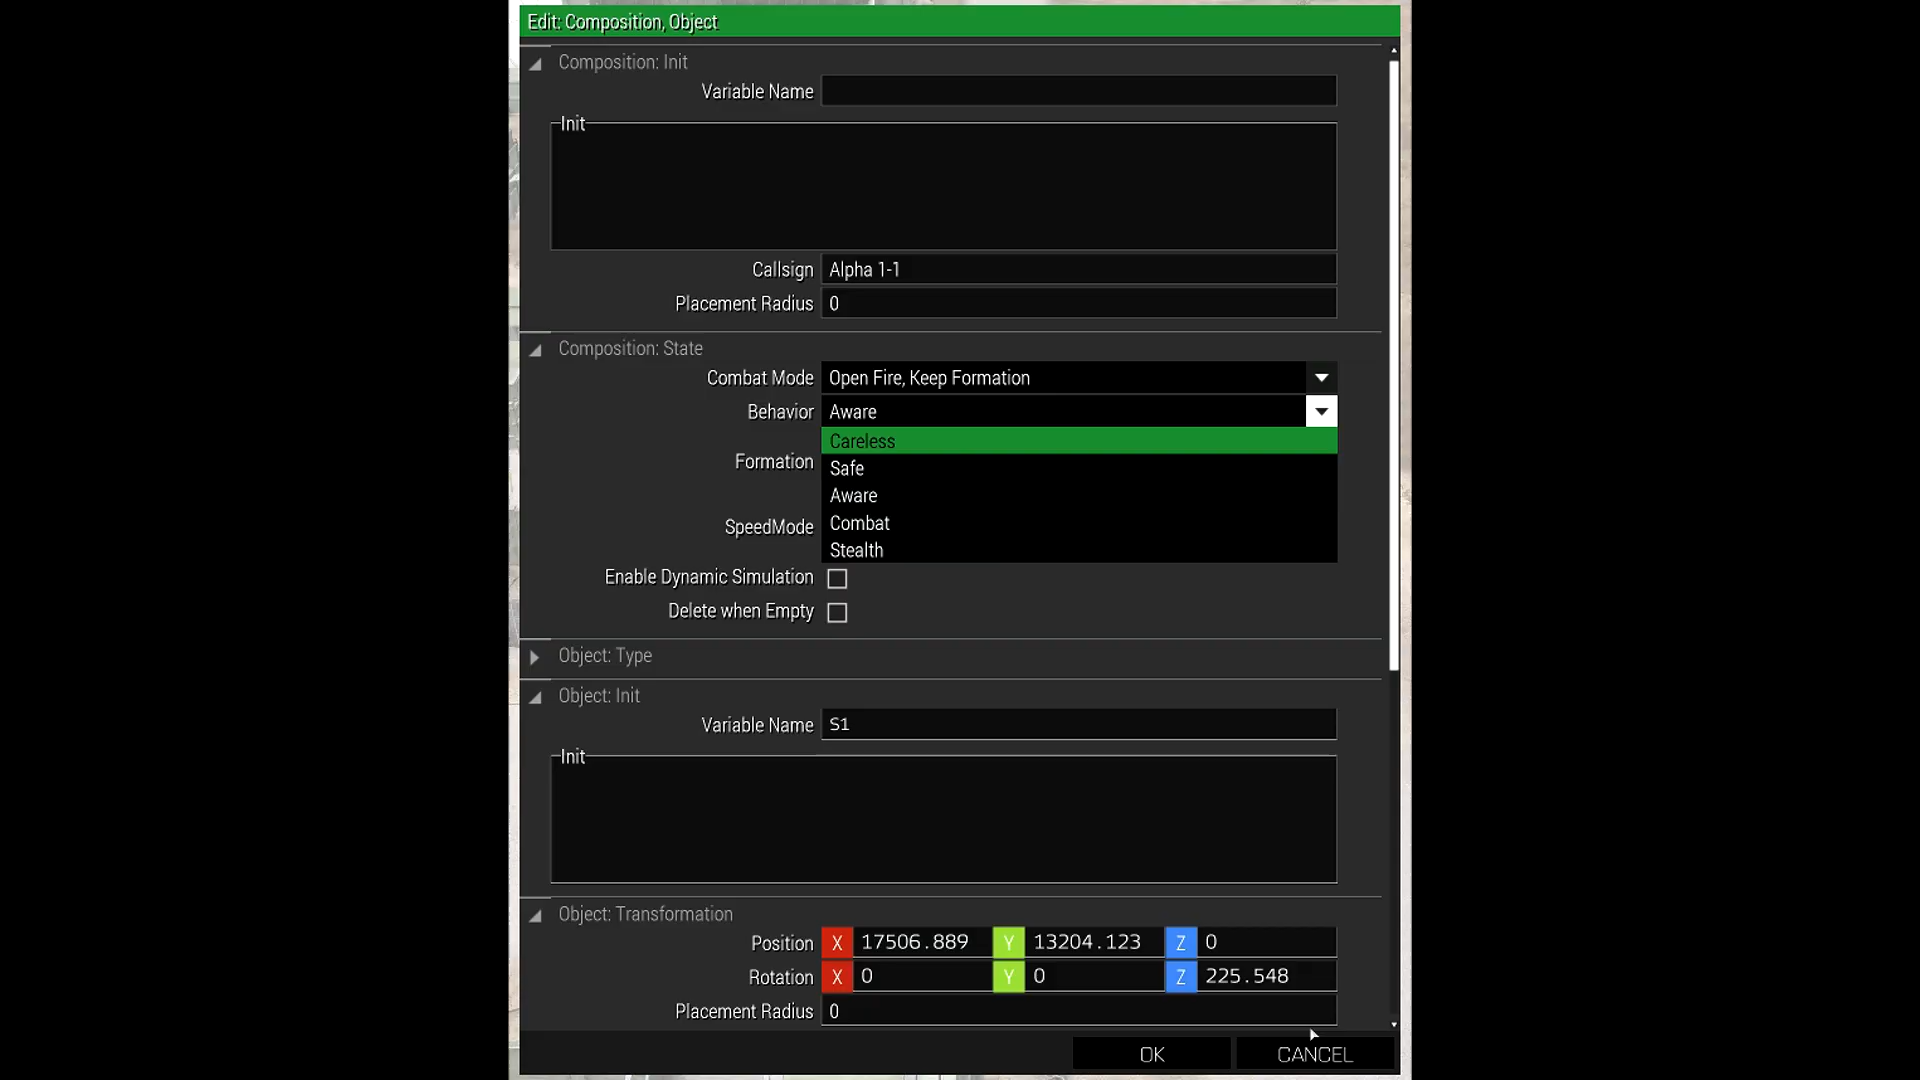 Edit: Composition, Object
Composition: Init
Variable Name
Init
Callsign Alpha 1-1
Placement Radius 0
Composition: State
Combat Mode Open Fire, Keep Formation
Behavior Aware
Careless
Formation
Safe
Aware
SpeedMode
Combat
Stealth
Enable Dynamic Simulation
Delete when Empty
Object: Type
Object: Init
Variable Name S1
Init
Object: Transformation
Position X 17506.889 Y 13204.123 Z 0
Rotation X 0 Y 0 Z 225.548
Placement Radius 0
OK CANCEL